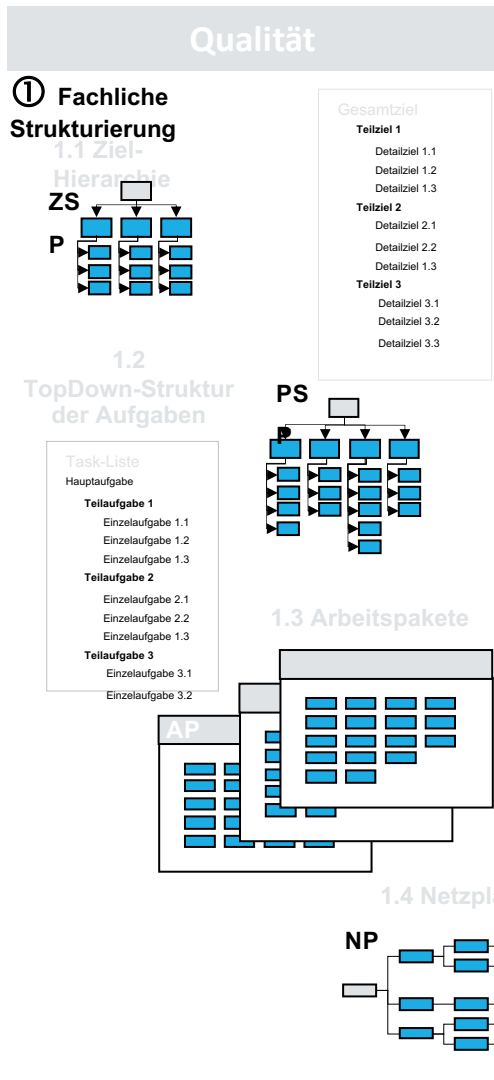 Qualität
① Fachliche
Strukturierung
1.1 Ziel-
Hierarchie
ZS
P
Gesamtziel
Teilziel 1
Detailziel 1.1
Detailziel 1.2
Detailziel 1.3
Teilziel 2
Detailziel 2.1
Detailziel 2.2
Detailziel 1.3
Teilziel 3
Detailziel 3.1
Detailziel 3.2
Detailziel 3.3
1.2
TopDown-Struktur
der Aufgaben
PS
P
Task-Liste
Hauptaufgabe
Teilaufgabe 1
Einzelaufgabe 1.1
Einzelaufgabe 1.2
Einzelaufgabe 1.3
Teilaufgabe 2
Einzelaufgabe 2.1
Einzelaufgabe 2.2
Einzelaufgabe 1.3
Teilaufgabe 3
Einzelaufgabe 3.1
Einzelaufgabe 3.2
1.3 Arbeitspakete
AP
1.4 Netzpla
NP